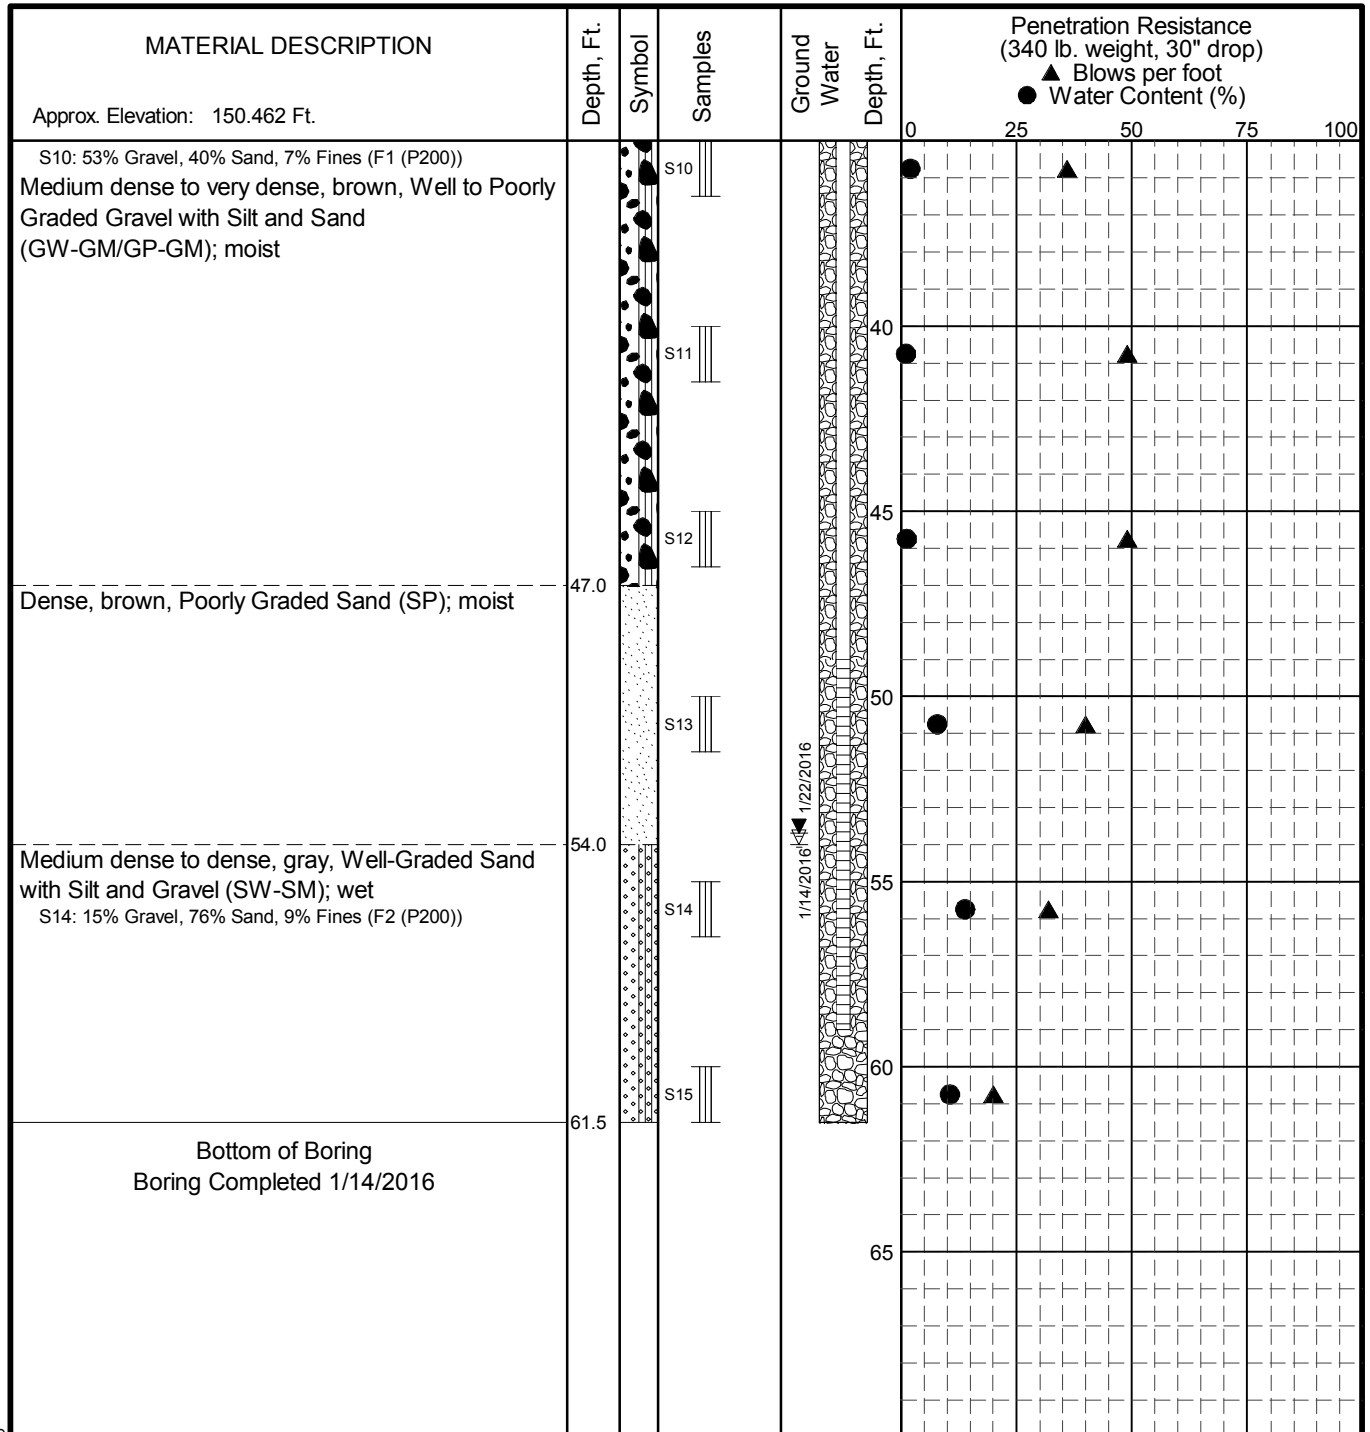 MATERIAL DESCRIPTION
Approx. Elevation: 150.462 Ft.
Depth, Ft.
Symbol
Samples
Ground
Water
Depth, Ft.
Penetration Resistance
(340 lb. weight, 30" drop)
▲ Blows per foot
● Water Content (%)
0 25 50 75 100
S10: 53% Gravel, 40% Sand, 7% Fines (F1 (P200))
Medium dense to very dense, brown, Well to Poorly
Graded Gravel with Silt and Sand
(GW-GM/GP-GM); moist
S10
40
S11
45
S12
47.0
Dense, brown, Poorly Graded Sand (SP); moist
50
S13
1/22/2016
54.0
Medium dense to dense, gray, Well-Graded Sand
with Silt and Gravel (SW-SM); wet
S14: 15% Gravel, 76% Sand, 9% Fines (F2 (P200))
1/14/2016
55
S14
60
S15
61.5
Bottom of Boring
Boring Completed 1/14/2016
65